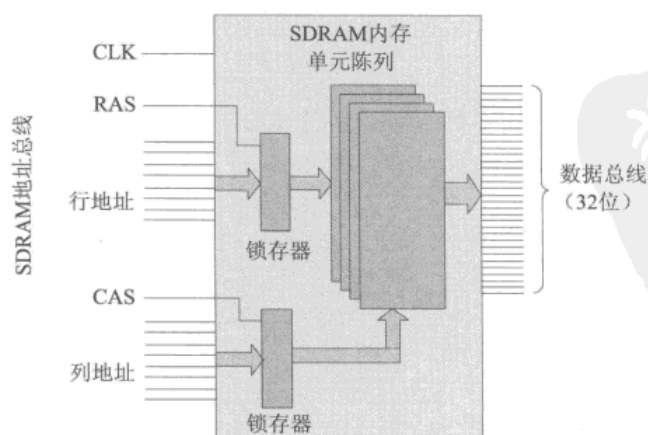 SDRAM内存
单元陈列
CLK
RAS
SDRAM地址总线
行地址
锁存器
数据总线
(32位)
CAS
列地址
锁存器